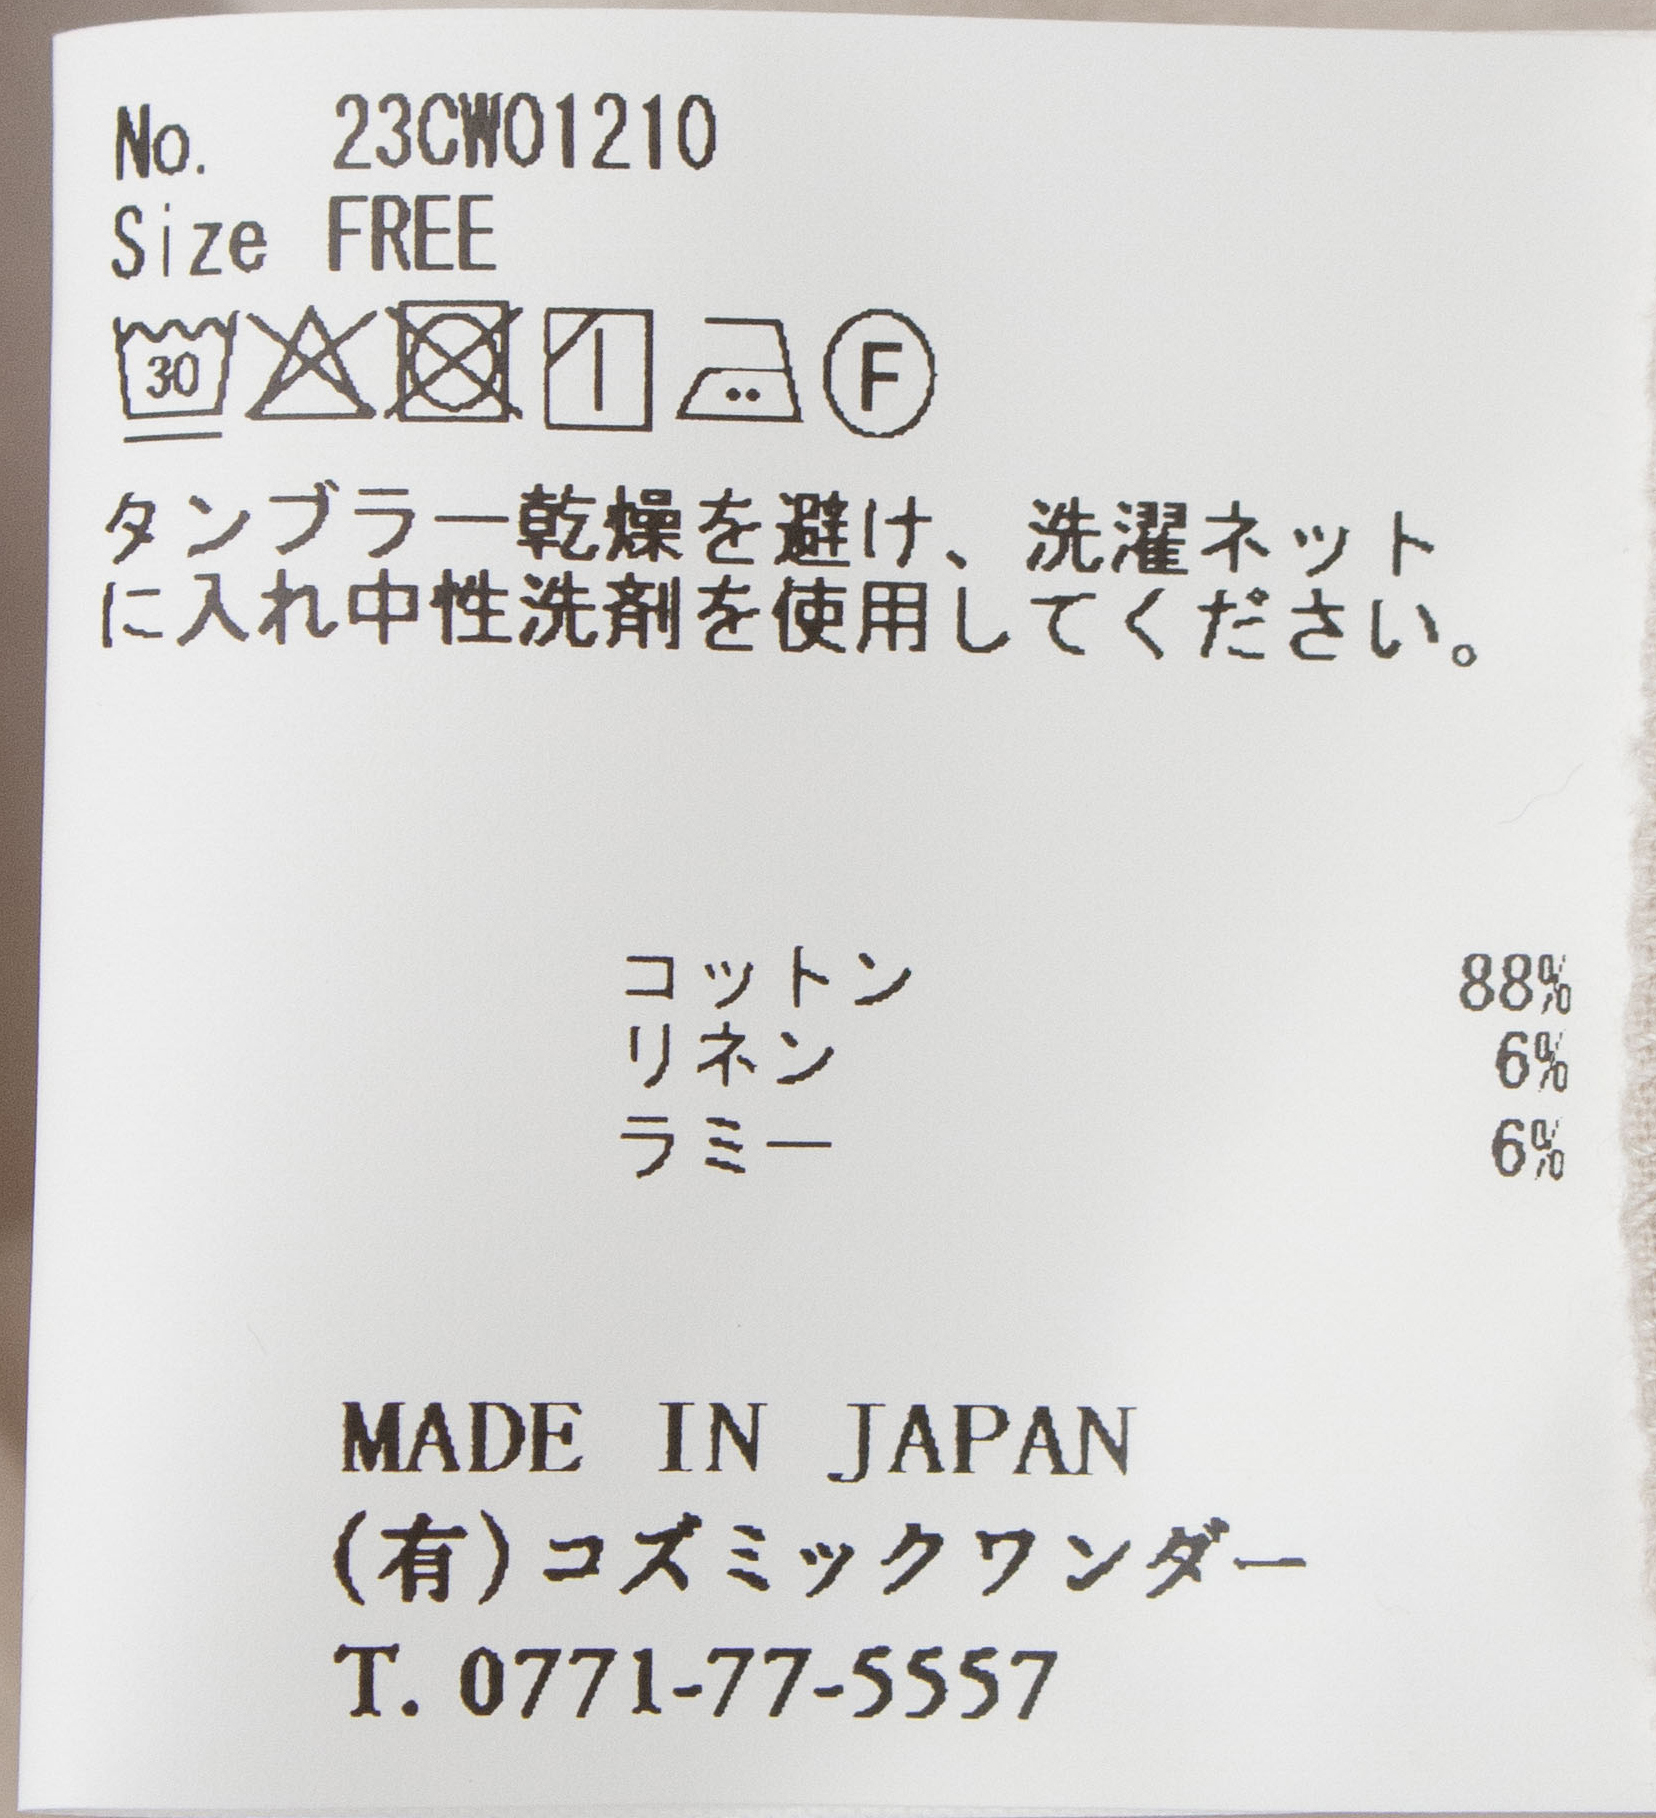 No. 23CW01210
Size FREE
30 F
タンブラー乾燥を避け、洗濯ネット
に入れ中性洗剤を使用してください。
コットン 88%
リネン 6%
ラミー 6%
MADE IN JAPAN
(有)コズミックワンダー
T. 0771-77-5557